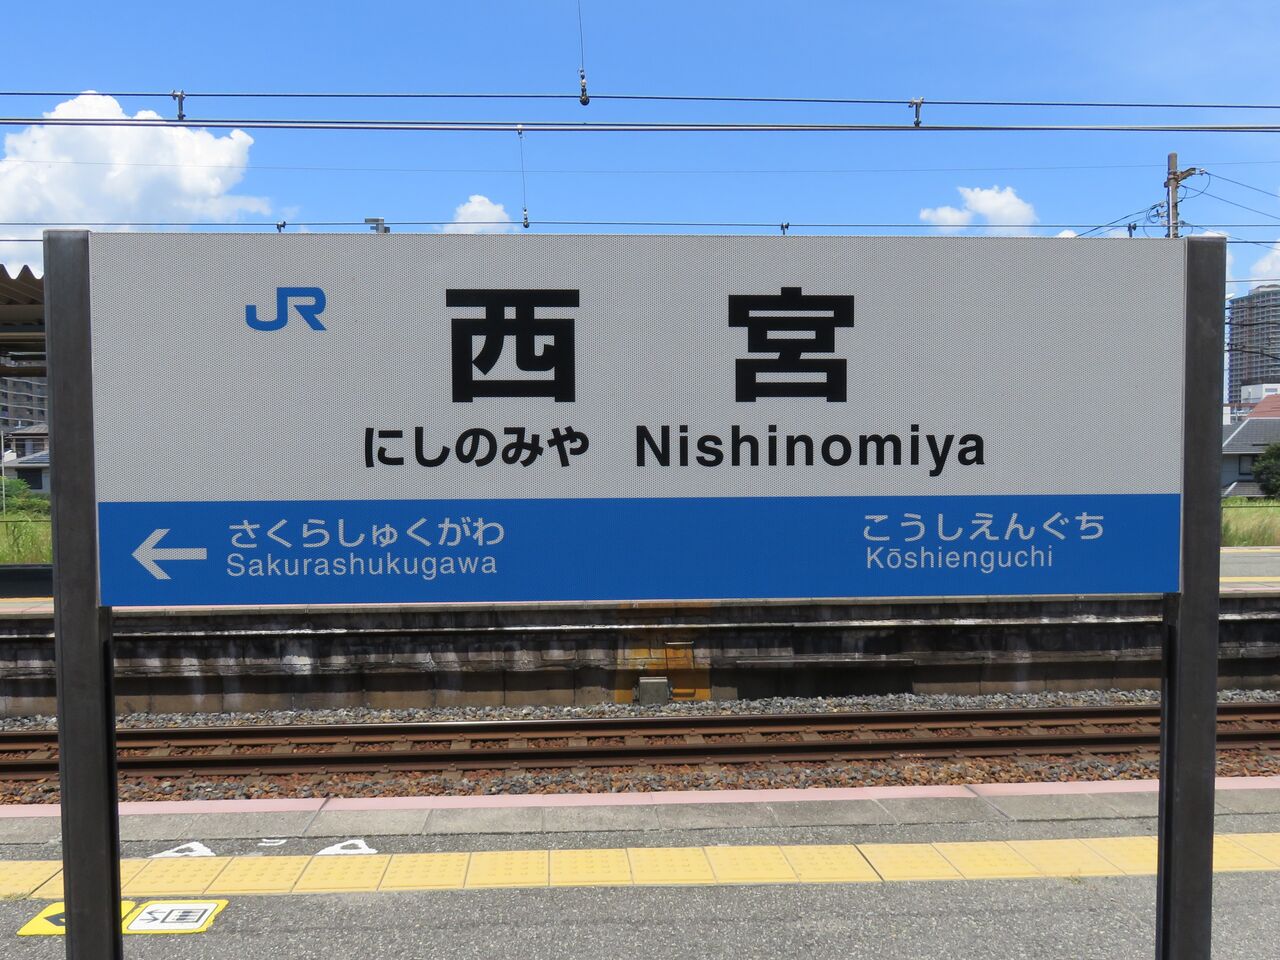 JR
西宮
にしのみや Nishinomiya
← さくらしゅくがわ
Sakurashukugawa
こうしえんぐち
Kōshienguchi